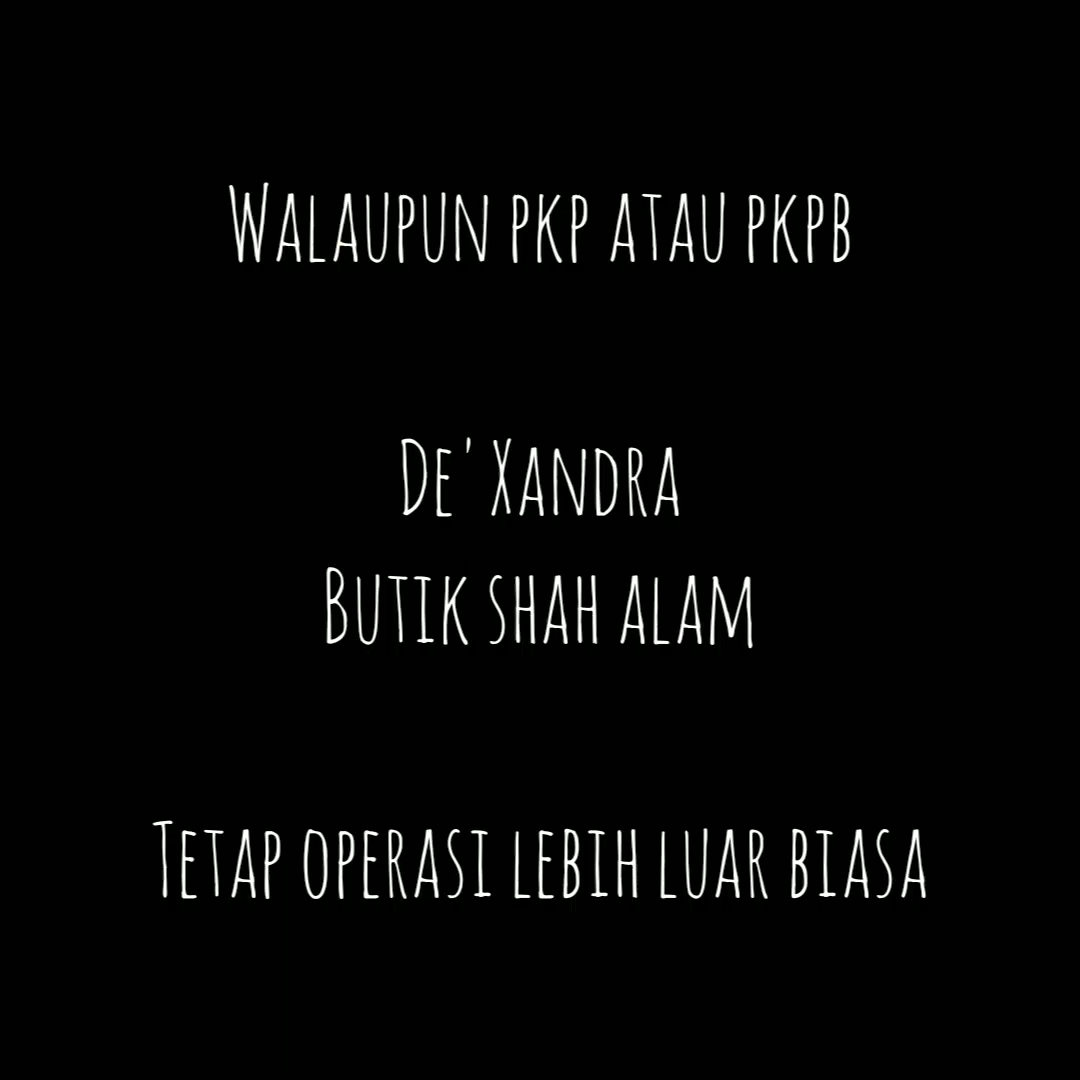 Walaupun pkp atau pkpb
De' Xandra
Butik shah alam
Tetap operasi lebih luar biasa